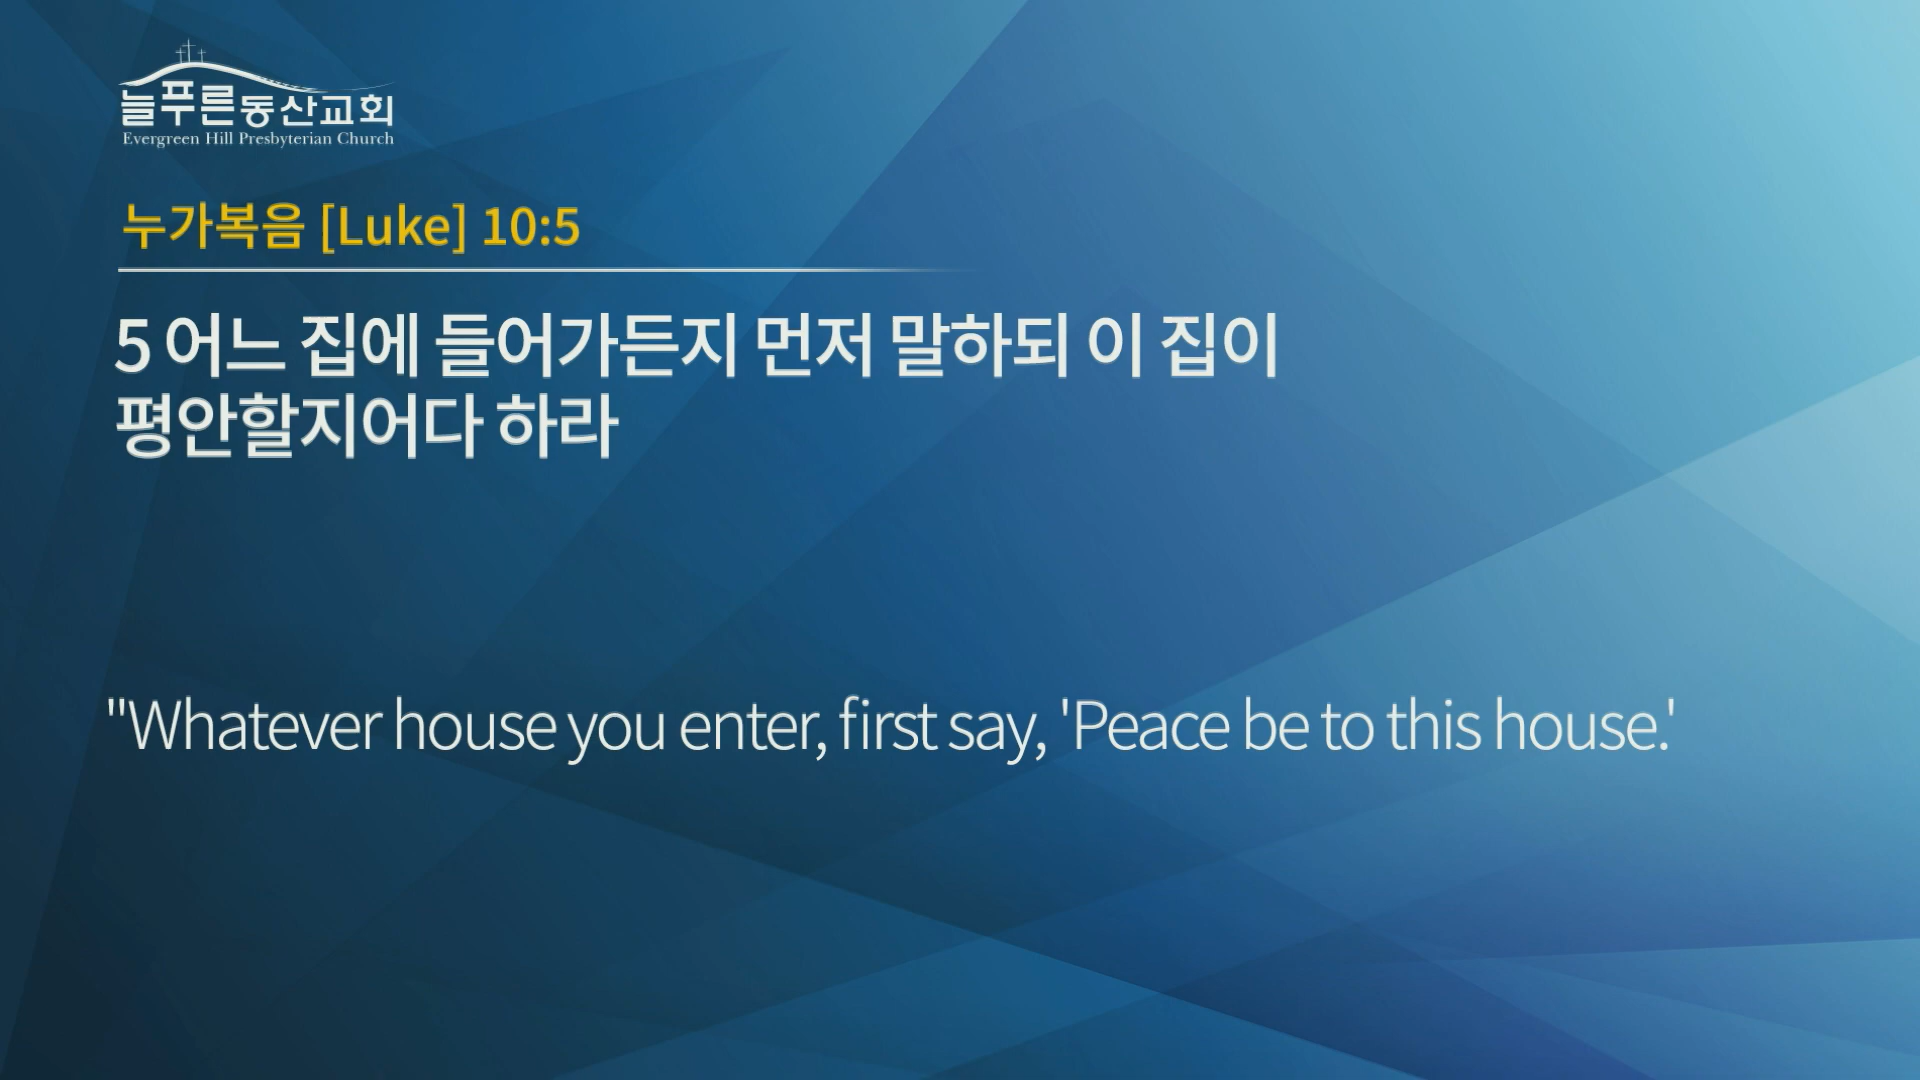 늘푸른동산교회
Evergreen Hill Presbyterian Church
누가복음 [Luke] 10:5
5 어느 집에 들어가든지 먼저 말하되 이 집이
평안할지어다 하라
"Whatever house you enter, first say, 'Peace be to this house.'